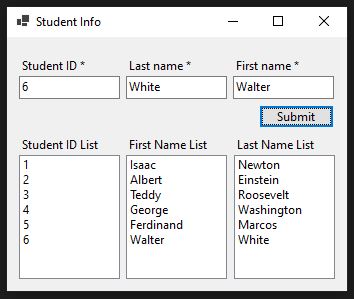 Student Info
Student ID * Last name * First name *
6 White Walter
Submit
Student ID List First Name List Last Name List
1 Isaac Newton
2 Albert Einstein
3 Teddy Roosevelt
4 George Washington
5 Ferdinand Marcos
6 Walter White